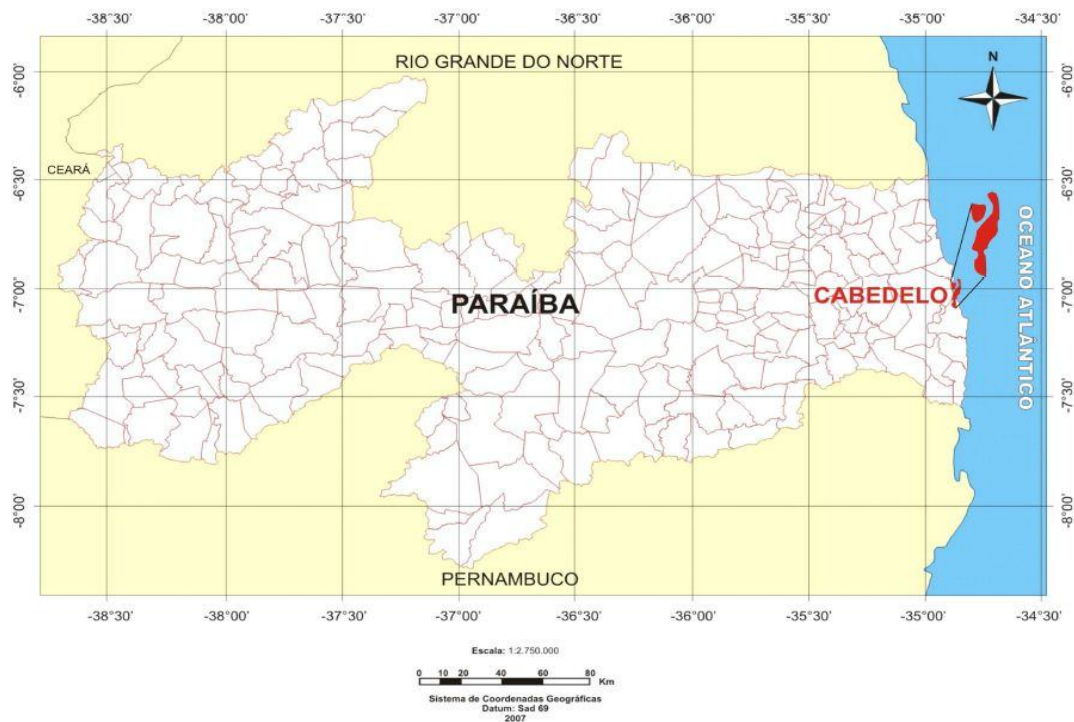 -38°30' -38°00' -37°30' -37°00' -36°30' -36°00' -35°30' -35°00' -34°30'
RIO GRANDE DO NORTE
N
-6°00' -6°00'
CEARÁ
-6°30' -6°30'
OCEANO ATLÂNTICO
-7°00' -7°00'
PARAÍBA
CABEDELO
-7°30' -7°30'
-8°00' -8°00'
PERNAMBUCO
-38°30' -38°00' -37°30' -37°00' -36°30' -36°00' -35°30' -35°00' -34°30'
Escala: 1:2.750.000
0 10 20 40 60 80 Km
Sistema de Coordenadas Geográficas
Datum: Sad 69
2007